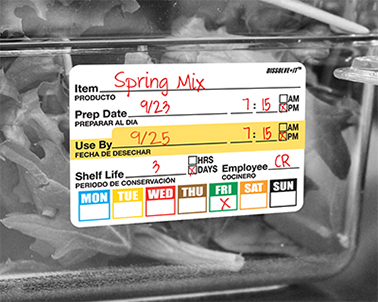 DISSOLVE•IT™
Item Spring Mix
PRODUCTO
Prep Date 9/23 7:15 AM
X PM
PREPARAR AL DIA
Use By 9/25 7:15 AM
X PM
FECHA DE DESECHAR
Shelf Life 3 HRS
X DAYS Employee CR
PERIODO DE CONSERVACIÓN COCINERO
MON TUE WED THU FRI SAT SUN
X